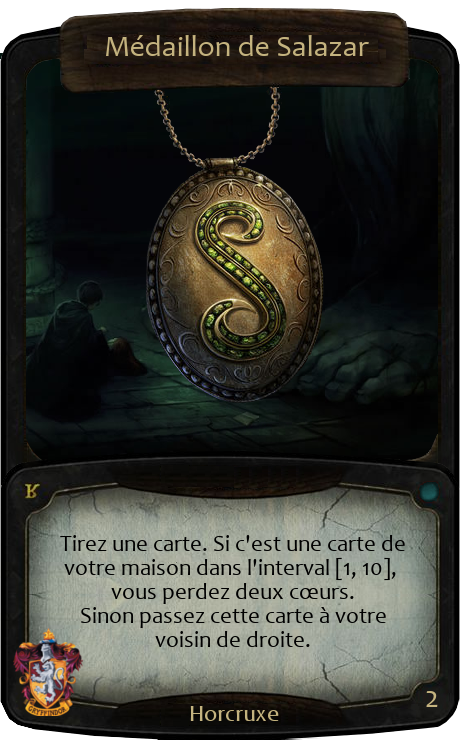 Médaillon de Salazar
Tirez une carte. Si c'est une carte de
votre maison dans l'interval [1, 10],
vous perdez deux cœurs.
Sinon passez cette carte à votre
voisin de droite.
GRYFFINDOR
2
Horcruxe